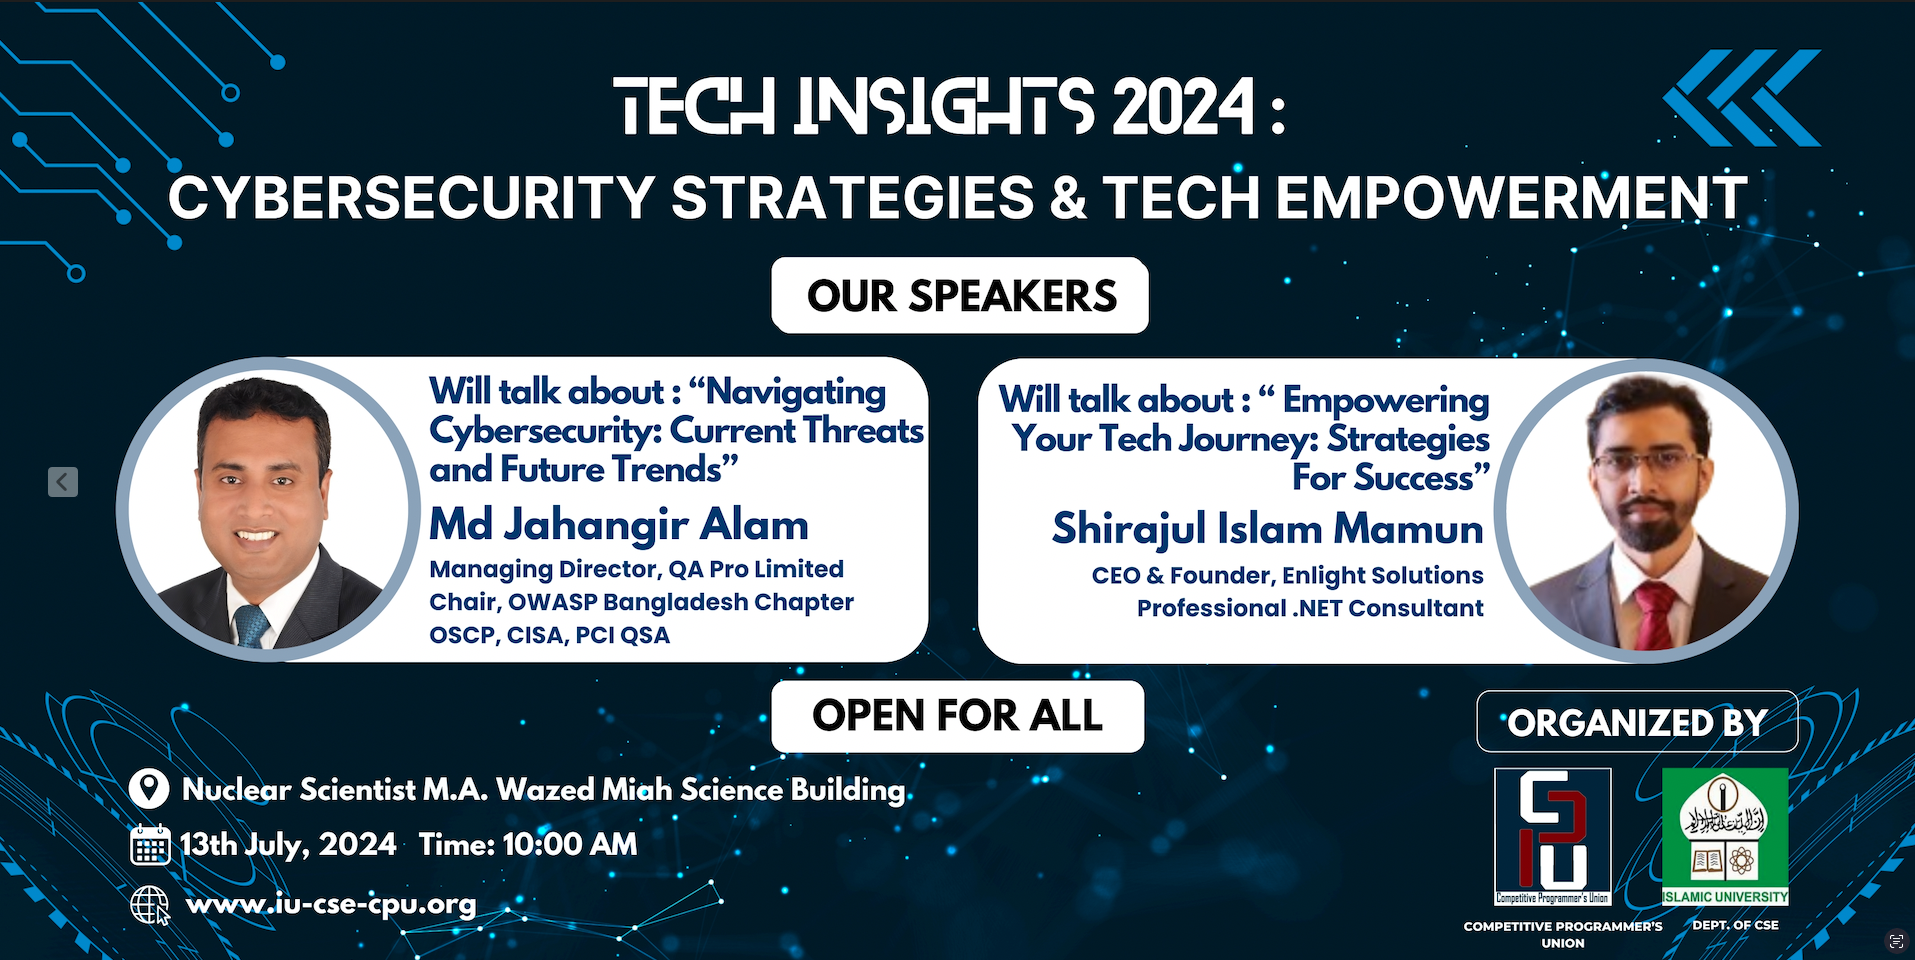 TECH INSIGHTS 2024 :
CYBERSECURITY STRATEGIES & TECH EMPOWERMENT
OUR SPEAKERS
Will talk about : “Navigating
Cybersecurity: Current Threats
and Future Trends”
Md Jahangir Alam
Managing Director, QA Pro Limited
Chair, OWASP Bangladesh Chapter
OSCP, CISA, PCI QSA
Will talk about : “ Empowering
Your Tech Journey: Strategies
For Success”
Shirajul Islam Mamun
CEO & Founder, Enlight Solutions
Professional .NET Consultant
OPEN FOR ALL
Nuclear Scientist M.A. Wazed Miah Science Building
13th July, 2024 Time: 10:00 AM
www.iu-cse-cpu.org
ORGANIZED BY
CPU
Competitive Programmer's Union
COMPETITIVE PROGRAMMER'S
UNION
ISLAMIC UNIVERSITY
DEPT. OF CSE